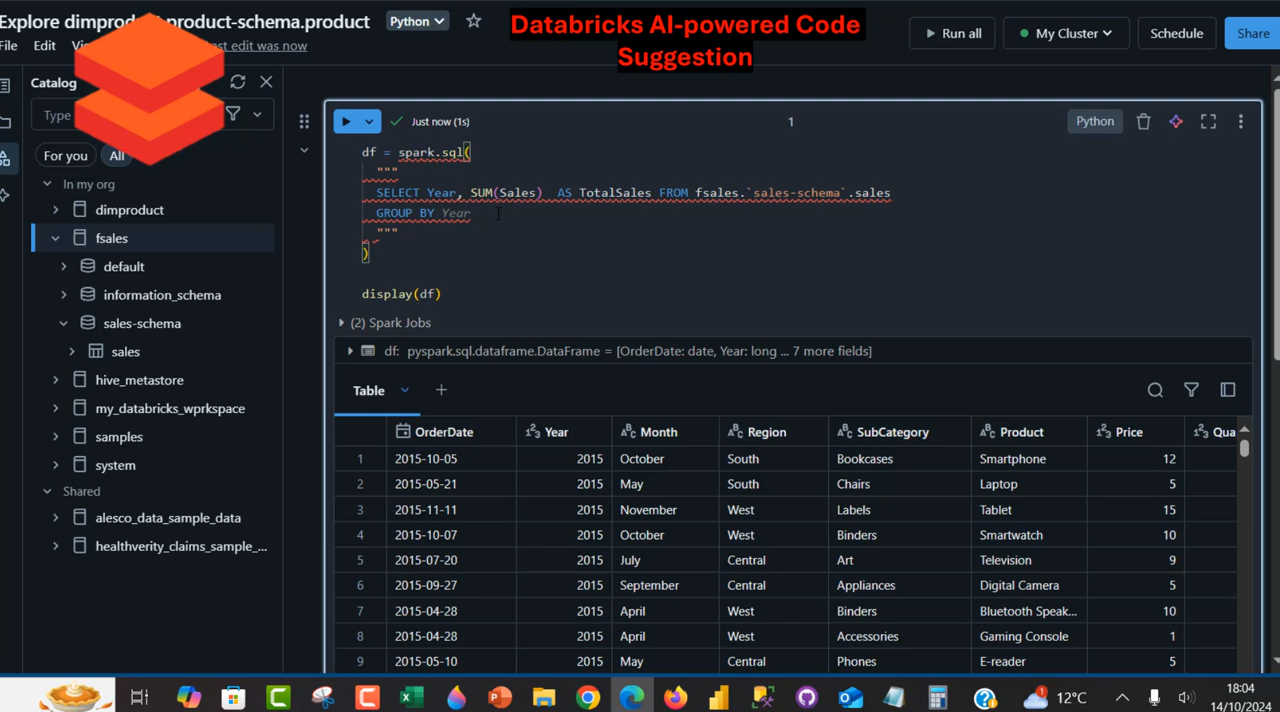 Explore dimproduct.product-schema.product
Python
Databricks AI-powered Code
Suggestion
Run all
My Cluster
Schedule
Share
File Edit
last edit was now
Catalog
Type
For you
All
In my org
dimproduct
fsales
default
information_schema
sales-schema
sales
hive_metastore
my_databricks_wprkspace
samples
system
Shared
alesco_data_sample_data
healthverity_claims_sample_...
Just now (1s)
1
Python
df = spark.sql(
"""
SELECT Year, SUM(Sales)  AS TotalSales FROM fsales.`sales-schema`.sales
GROUP BY Year
"""
)
display(df)
(2) Spark Jobs
df: pyspark.sql.dataframe.DataFrame = [OrderDate: date, Year: long ... 7 more fields]
Table
OrderDate Year Month Region SubCategory Product Price Qua
1 2015-10-05 2015 October South Bookcases Smartphone 12
2 2015-05-21 2015 May South Chairs Laptop 5
3 2015-11-11 2015 November West Labels Tablet 15
4 2015-10-07 2015 October West Binders Smartwatch 10
5 2015-07-20 2015 July Central Art Television 9
6 2015-09-27 2015 September Central Appliances Digital Camera 5
7 2015-04-28 2015 April West Binders Bluetooth Speak... 10
8 2015-04-28 2015 April West Accessories Gaming Console 1
9 2015-05-10 2015 May Central Phones E-reader 5
12°C
18:04
14/10/2024